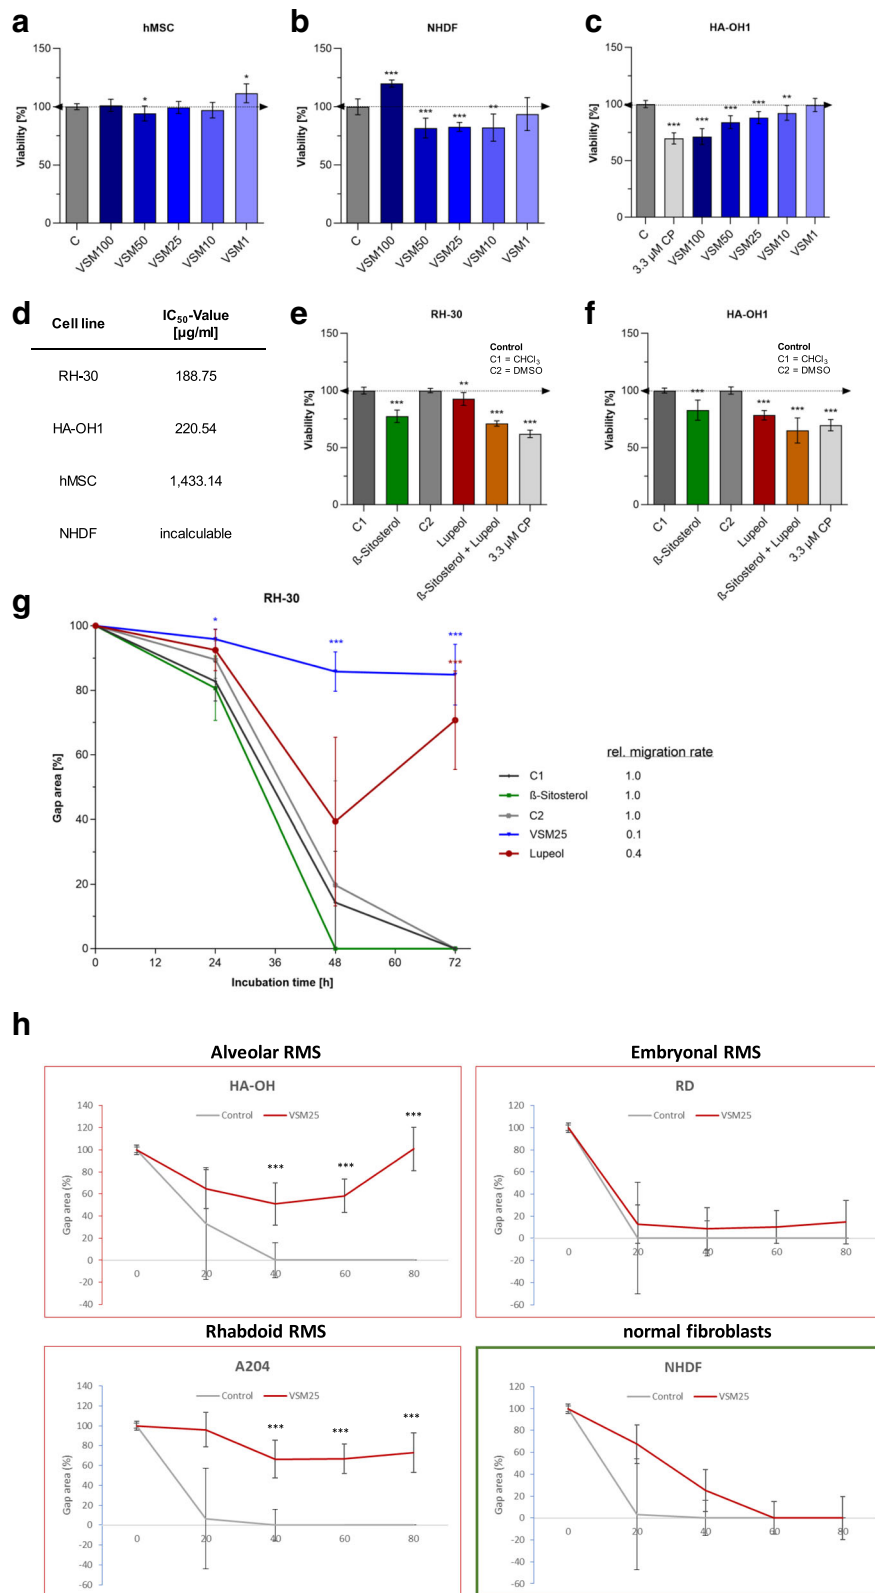 a
hMSC
150
100
50
0
Viability [%]
*
*
C
VSM100
VSM50
VSM25
VSM10
VSM1
b
NHDF
150
100
50
0
Viability [%]
***
***
***
**
C
VSM100
VSM50
VSM25
VSM10
VSM1
c
HA-OH1
150
100
50
0
Viability [%]
***
***
***
***
**
C
3.3 µM CP
VSM100
VSM50
VSM25
VSM10
VSM1
d
Cell line IC50-Value [µg/ml]
RH-30 188.75
HA-OH1 220.54
hMSC 1,433.14
NHDF incalculable
e
RH-30
150
100
50
0
Viability [%]
Control
C1 = CHCl3
C2 = DMSO
***
**
***
***
C1
ß-Sitosterol
C2
Lupeol
ß-Sitosterol + Lupeol
3.3 µM CP
f
HA-OH1
150
100
50
0
Viability [%]
Control
C1 = CHCl3
C2 = DMSO
***
***
***
***
C1
ß-Sitosterol
C2
Lupeol
ß-Sitosterol + Lupeol
3.3 µM CP
g
RH-30
100
80
60
40
20
0
Gap area [%]
*
***
***
***
0 12 24 36 48 60 72
Incubation time [h]
rel. migration rate
C1 1.0
ß-Sitosterol 1.0
C2 1.0
VSM25 0.1
Lupeol 0.4
h
Alveolar RMS
HA-OH
Control VSM25
140
120
100
80
60
40
20
0
-20
-40
Gap area (%)
***
***
***
0 20 40 60 80
Embryonal RMS
RD
Control VSM25
120
100
80
60
40
20
0
-20
-40
-60
Gap area (%)
0 20 40 60 80
Rhabdoid RMS
A204
Control VSM25
140
120
100
80
60
40
20
0
-20
-40
-60
Gap area (%)
***
***
***
0 20 40 60 80
normal fibroblasts
NHDF
Control VSM25
120
100
80
60
40
20
0
-20
-40
-60
Gap area (%)
0 20 40 60 80